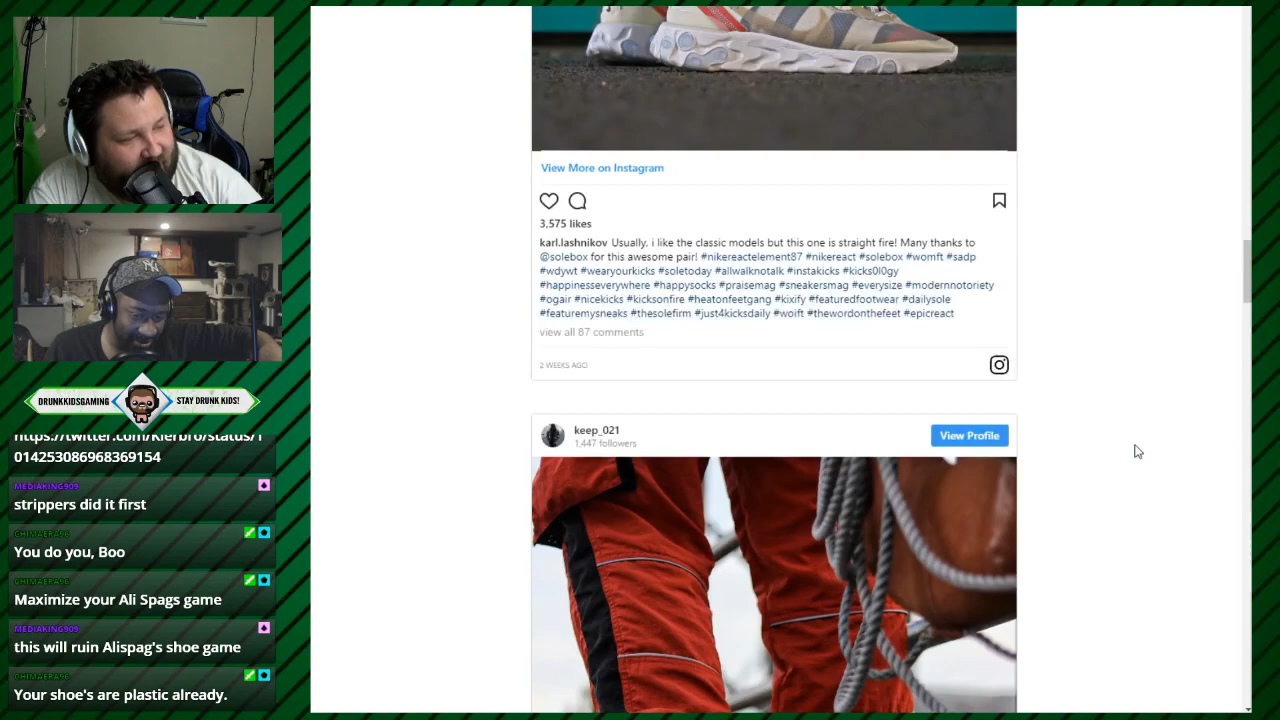 View More on Instagram
3,575 likes
karl.lashnikov Usually, i like the classic models but this one is straight fire! Many thanks to
@solebox for this awesome pair! #nikereactelement87 #nikereact #solebox #womft #sadp
#wdywt #wearyourkicks #soletoday #allwalknotalk #instakicks #kicks0l0gy
#happinesseverywhere #happysocks #praisemag #sneakersmag #everysize #modernnotoriety
#ogair #nicekicks #kicksonfire #heatonfeetgang #kixify #featuredfootwear #dailysole
#featuremysneaks #thesolefirm #just4kicksdaily #woift #thewordonthefeet #epicreact
view all 87 comments
2 WEEKS AGO
keep_021
1,447 followers
View Profile
DRUNKKIDSGAMING
STAY DRUNK KIDS!
https://twitter.com/Kierbro/status/1
014253086968369154
MEDIAKING909
strippers did it first
CHIMAERA96
You do you, Boo
CHIMAERA96
Maximize your Ali Spags game
MEDIAKING909
this will ruin Alispag's shoe game
CHIMAERA96
Your shoe's are plastic already.